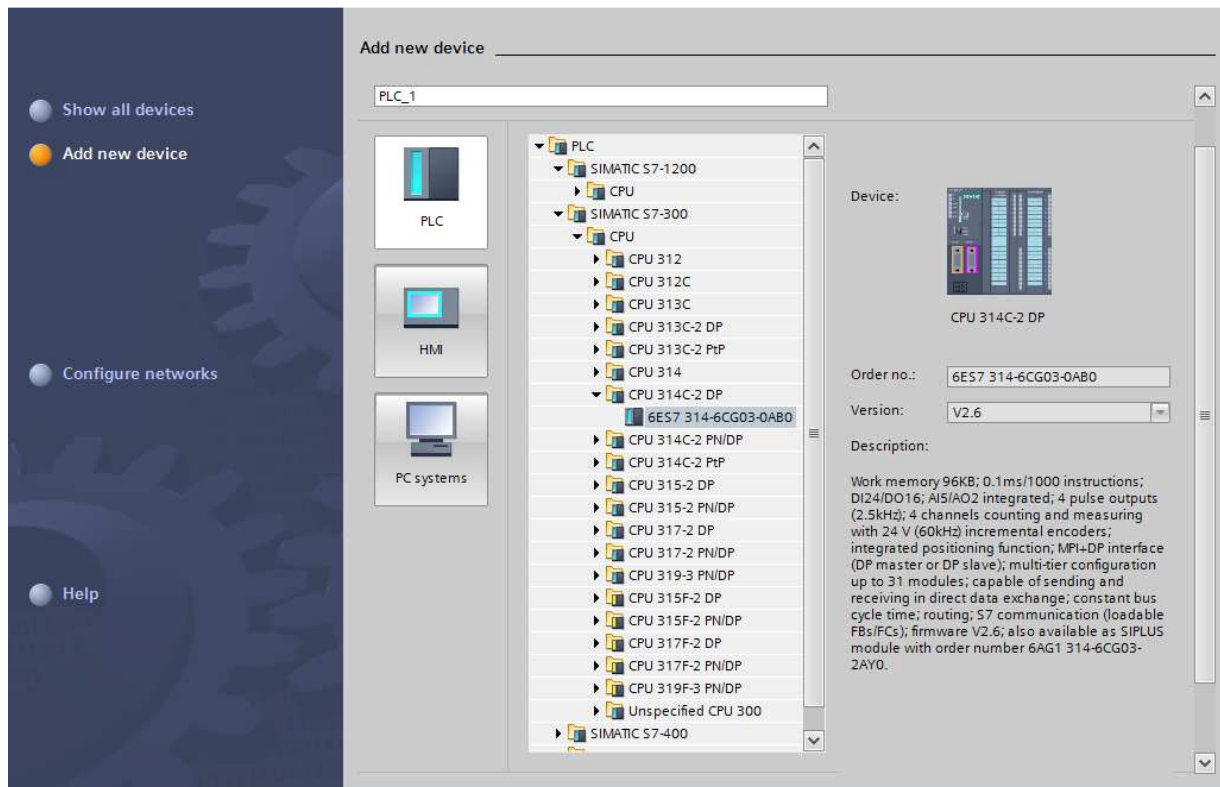 Add new device
PLC_1
Show all devices
Add new device
Configure networks
Help
PLC
HMI
PC systems
PLC
SIMATIC S7-1200
CPU
SIMATIC S7-300
CPU
CPU 312
CPU 312C
CPU 313C
CPU 313C-2 DP
CPU 313C-2 PtP
CPU 314
CPU 314C-2 DP
6ES7 314-6CG03-0AB0
CPU 314C-2 PN/DP
CPU 314C-2 PtP
CPU 315-2 DP
CPU 315-2 PN/DP
CPU 317-2 DP
CPU 317-2 PN/DP
CPU 319-3 PN/DP
CPU 315F-2 DP
CPU 315F-2 PN/DP
CPU 317F-2 DP
CPU 317F-2 PN/DP
CPU 319F-3 PN/DP
Unspecified CPU 300
SIMATIC S7-400
Device:
CPU 314C-2 DP
Order no.: 6ES7 314-6CG03-0AB0
Version: V2.6
Description:
Work memory 96KB; 0.1ms/1000 instructions;
DI24/DO16; AI5/AO2 integrated; 4 pulse outputs
(2.5kHz); 4 channels counting and measuring
with 24 V (60kHz) incremental encoders;
integrated positioning function; MPI+DP interface
(DP master or DP slave); multi-tier configuration
up to 31 modules; capable of sending and
receiving in direct data exchange; constant bus
cycle time; routing; S7 communication (loadable
FBs/FCs); firmware V2.6; also available as SIPLUS
module with order number 6AG1 314-6CG03-
2AY0.